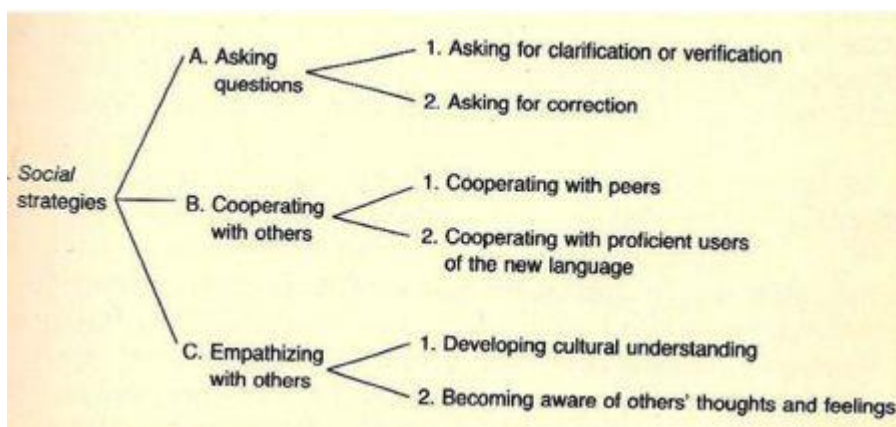 . Social
strategies
A. Asking
questions
1. Asking for clarification or verification
2. Asking for correction
B. Cooperating
with others
1. Cooperating with peers
2. Cooperating with proficient users
of the new language
C. Empathizing
with others
1. Developing cultural understanding
2. Becoming aware of others' thoughts and feelings